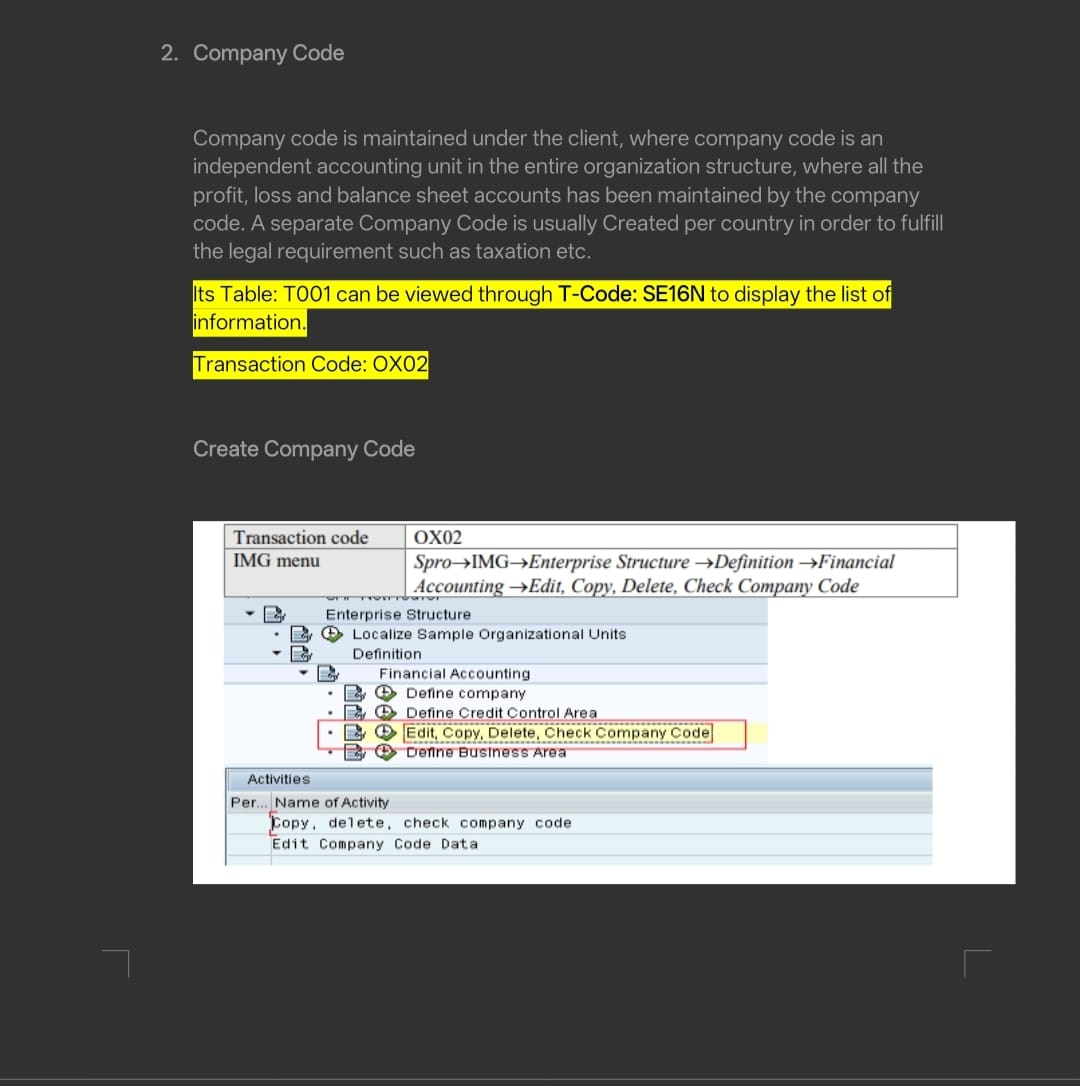 2. Company Code
Company code is maintained under the client, where company code is an
independent accounting unit in the entire organization structure, where all the
profit, loss and balance sheet accounts has been maintained by the company
code. A separate Company Code is usually Created per country in order to fulfill
the legal requirement such as taxation etc.
Its Table: T001 can be viewed through T-Code: SE16N to display the list of
information.
Transaction Code: OX02
Create Company Code
Transaction code OX02
IMG menu Spro→IMG→Enterprise Structure →Definition →Financial
Accounting →Edit, Copy, Delete, Check Company Code
Enterprise Structure
Localize Sample Organizational Units
Definition
Financial Accounting
Define company
Define Credit Control Area
Edit, Copy, Delete, Check Company Code
Define Business Area
Activities
Per... Name of Activity
Copy, delete, check company code
Edit Company Code Data